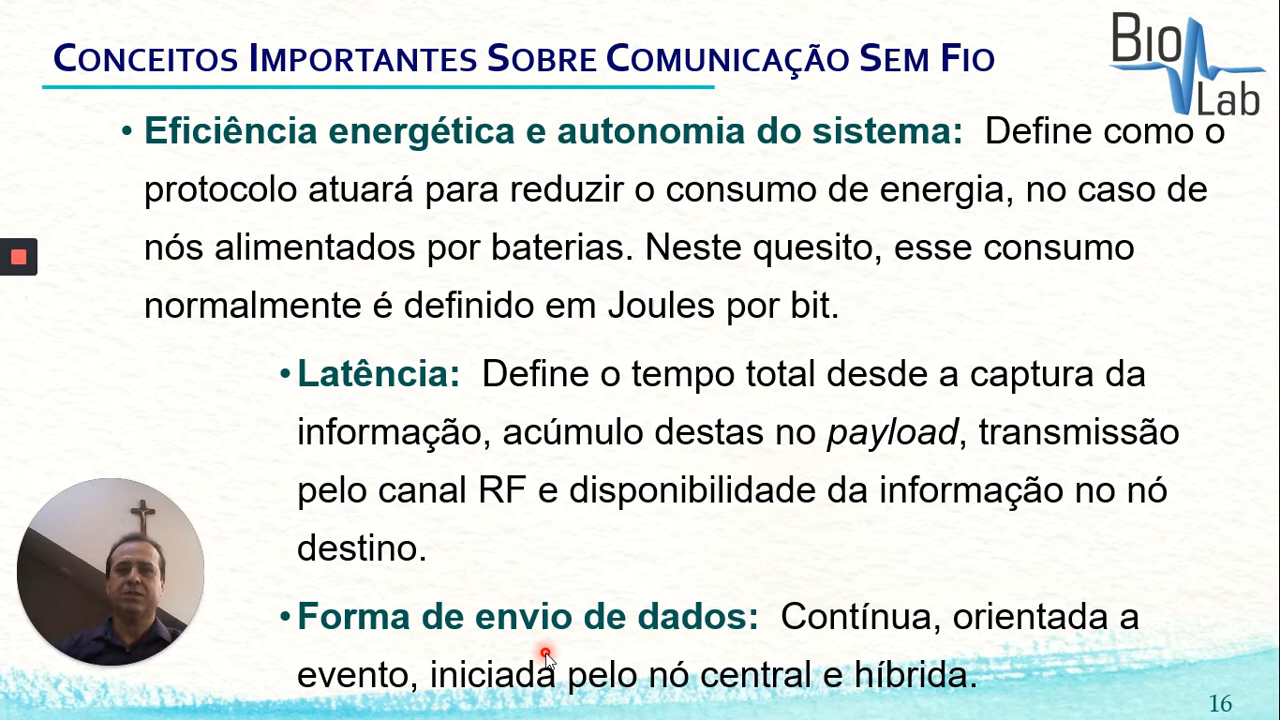 CONCEITOS IMPORTANTES SOBRE COMUNICAÇÃO SEM FIO
Bio
Lab
• Eficiência energética e autonomia do sistema: Define como o
protocolo atuará para reduzir o consumo de energia, no caso de
nós alimentados por baterias. Neste quesito, esse consumo
normalmente é definido em Joules por bit.
• Latência: Define o tempo total desde a captura da
informação, acúmulo destas no payload, transmissão
pelo canal RF e disponibilidade da informação no nó
destino.
• Forma de envio de dados: Contínua, orientada a
evento, iniciada pelo nó central e híbrida.
16